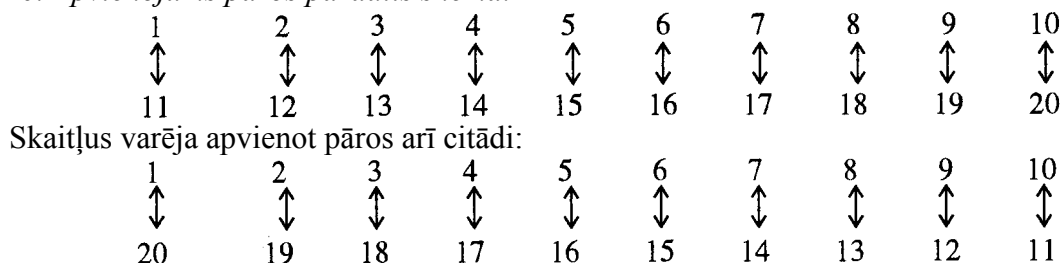 1 2 3 4 5 6 7 8 9 10
11 12 13 14 15 16 17 18 19 20
Skaitļus varēja apvienot pāros arī citādi:
1 2 3 4 5 6 7 8 9 10
20 19 18 17 16 15 14 13 12 11